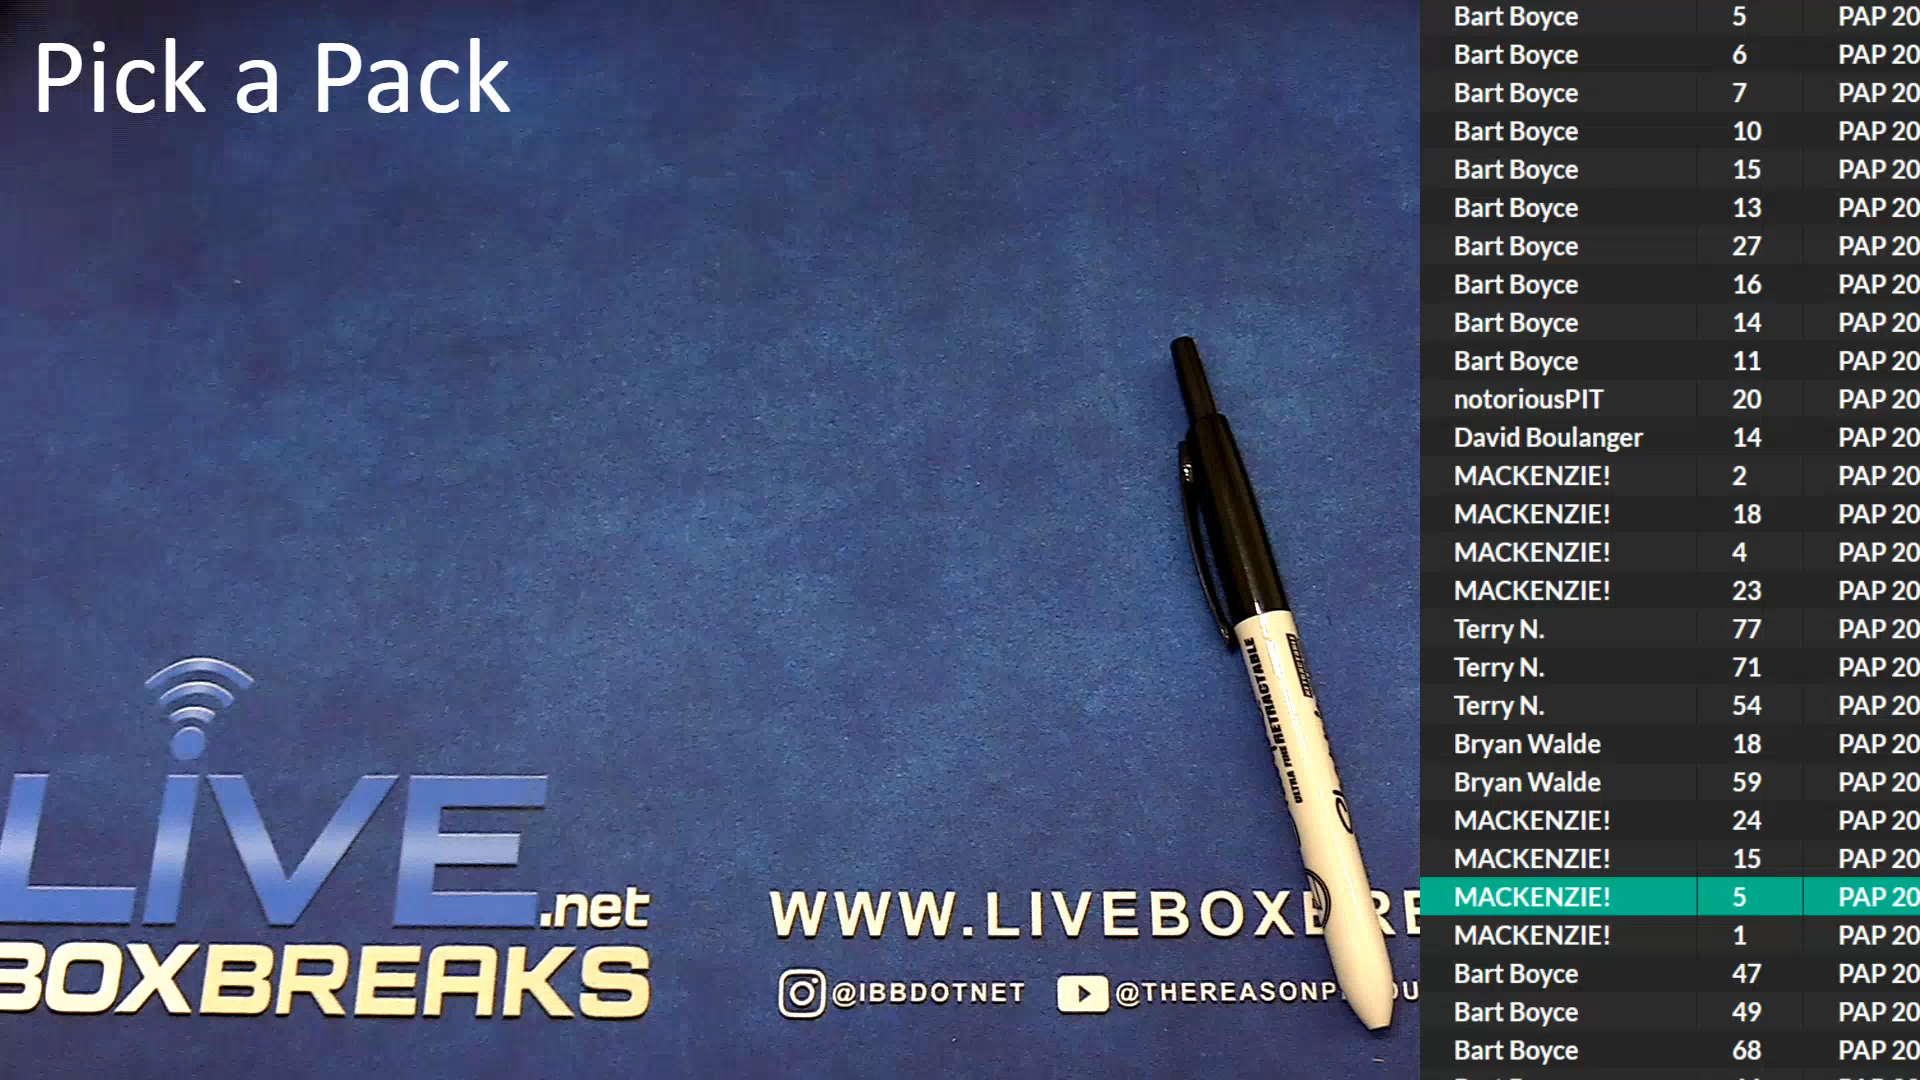 Pick a Pack
LIVE.net
BOXBREAKS
WWW.LIVEBOXBRE
@IBBDOTNET
@THEREASONP
ULTRA FINE RETRACTABLE
Bart Boyce 5 PAP 20
Bart Boyce 6 PAP 20
Bart Boyce 7 PAP 20
Bart Boyce 10 PAP 20
Bart Boyce 15 PAP 20
Bart Boyce 13 PAP 20
Bart Boyce 27 PAP 20
Bart Boyce 16 PAP 20
Bart Boyce 14 PAP 20
Bart Boyce 11 PAP 20
notoriousPIT 20 PAP 20
David Boulanger 14 PAP 20
MACKENZIE! 2 PAP 20
MACKENZIE! 18 PAP 20
MACKENZIE! 4 PAP 20
MACKENZIE! 23 PAP 20
Terry N. 77 PAP 20
Terry N. 71 PAP 20
Terry N. 54 PAP 20
Bryan Walde 18 PAP 20
Bryan Walde 59 PAP 20
MACKENZIE! 24 PAP 20
MACKENZIE! 15 PAP 20
MACKENZIE! 5 PAP 20
MACKENZIE! 1 PAP 20
Bart Boyce 47 PAP 20
Bart Boyce 49 PAP 20
Bart Boyce 68 PAP 20